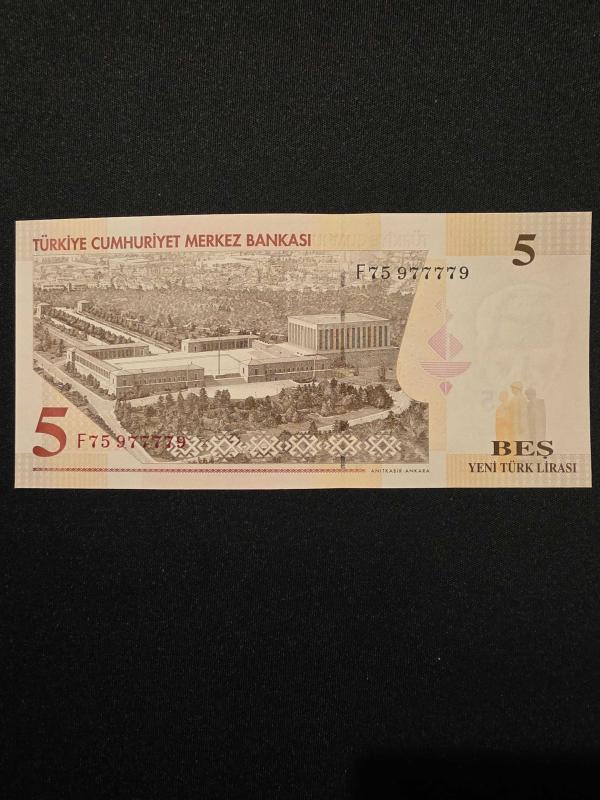 TÜRKİYE CUMHURİYET MERKEZ BANKASI
5
F75 977779
5
F75 977779
ANITKABİR-ANKARA
BEŞ
YENİ TÜRK LİRASI